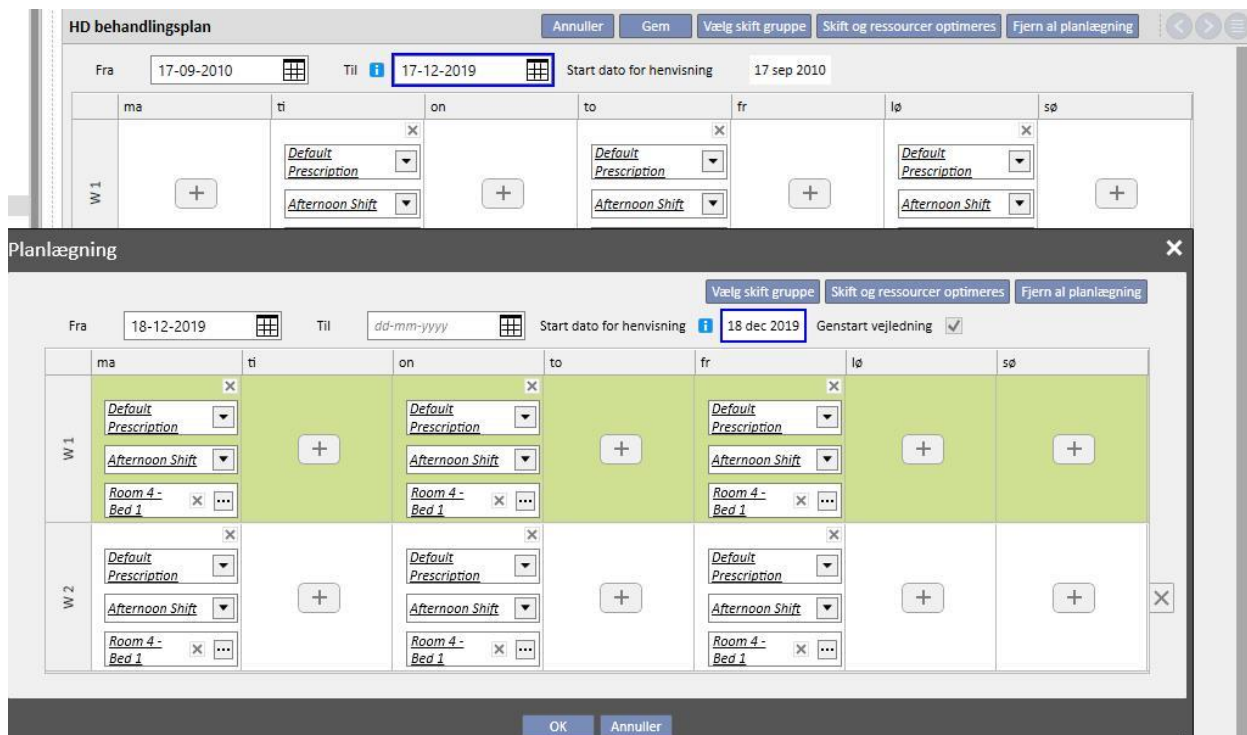 HD behandlingsplan Annuller Gem Vælg skift gruppe Skift og ressourcer optimeres Fjern al planlægning
Fra 17-09-2010 Til i 17-12-2019 Start dato for henvisning 17 sep 2010
ma ti on to fr lø sø
Default Default Default
Prescription Prescription Prescription
W 1
Afternoon Shift Afternoon Shift Afternoon Shift
Planlægning
Vælg skift gruppe Skift og ressourcer optimeres Fjern al planlægning
Fra 18-12-2019 Til dd-mm-yyyy Start dato for henvisning i 18 dec 2019 Genstart vejledning
ma ti on to fr lø sø
Default Default Default
Prescription Prescription Prescription
W 1
Afternoon Shift Afternoon Shift Afternoon Shift
Room 4 - Room 4 - Room 4 -
Bed 1 Bed 1 Bed 1
Default Default Default
Prescription Prescription Prescription
W 2
Afternoon Shift Afternoon Shift Afternoon Shift
Room 4 - Room 4 - Room 4 -
Bed 1 Bed 1 Bed 1
OK Annuller